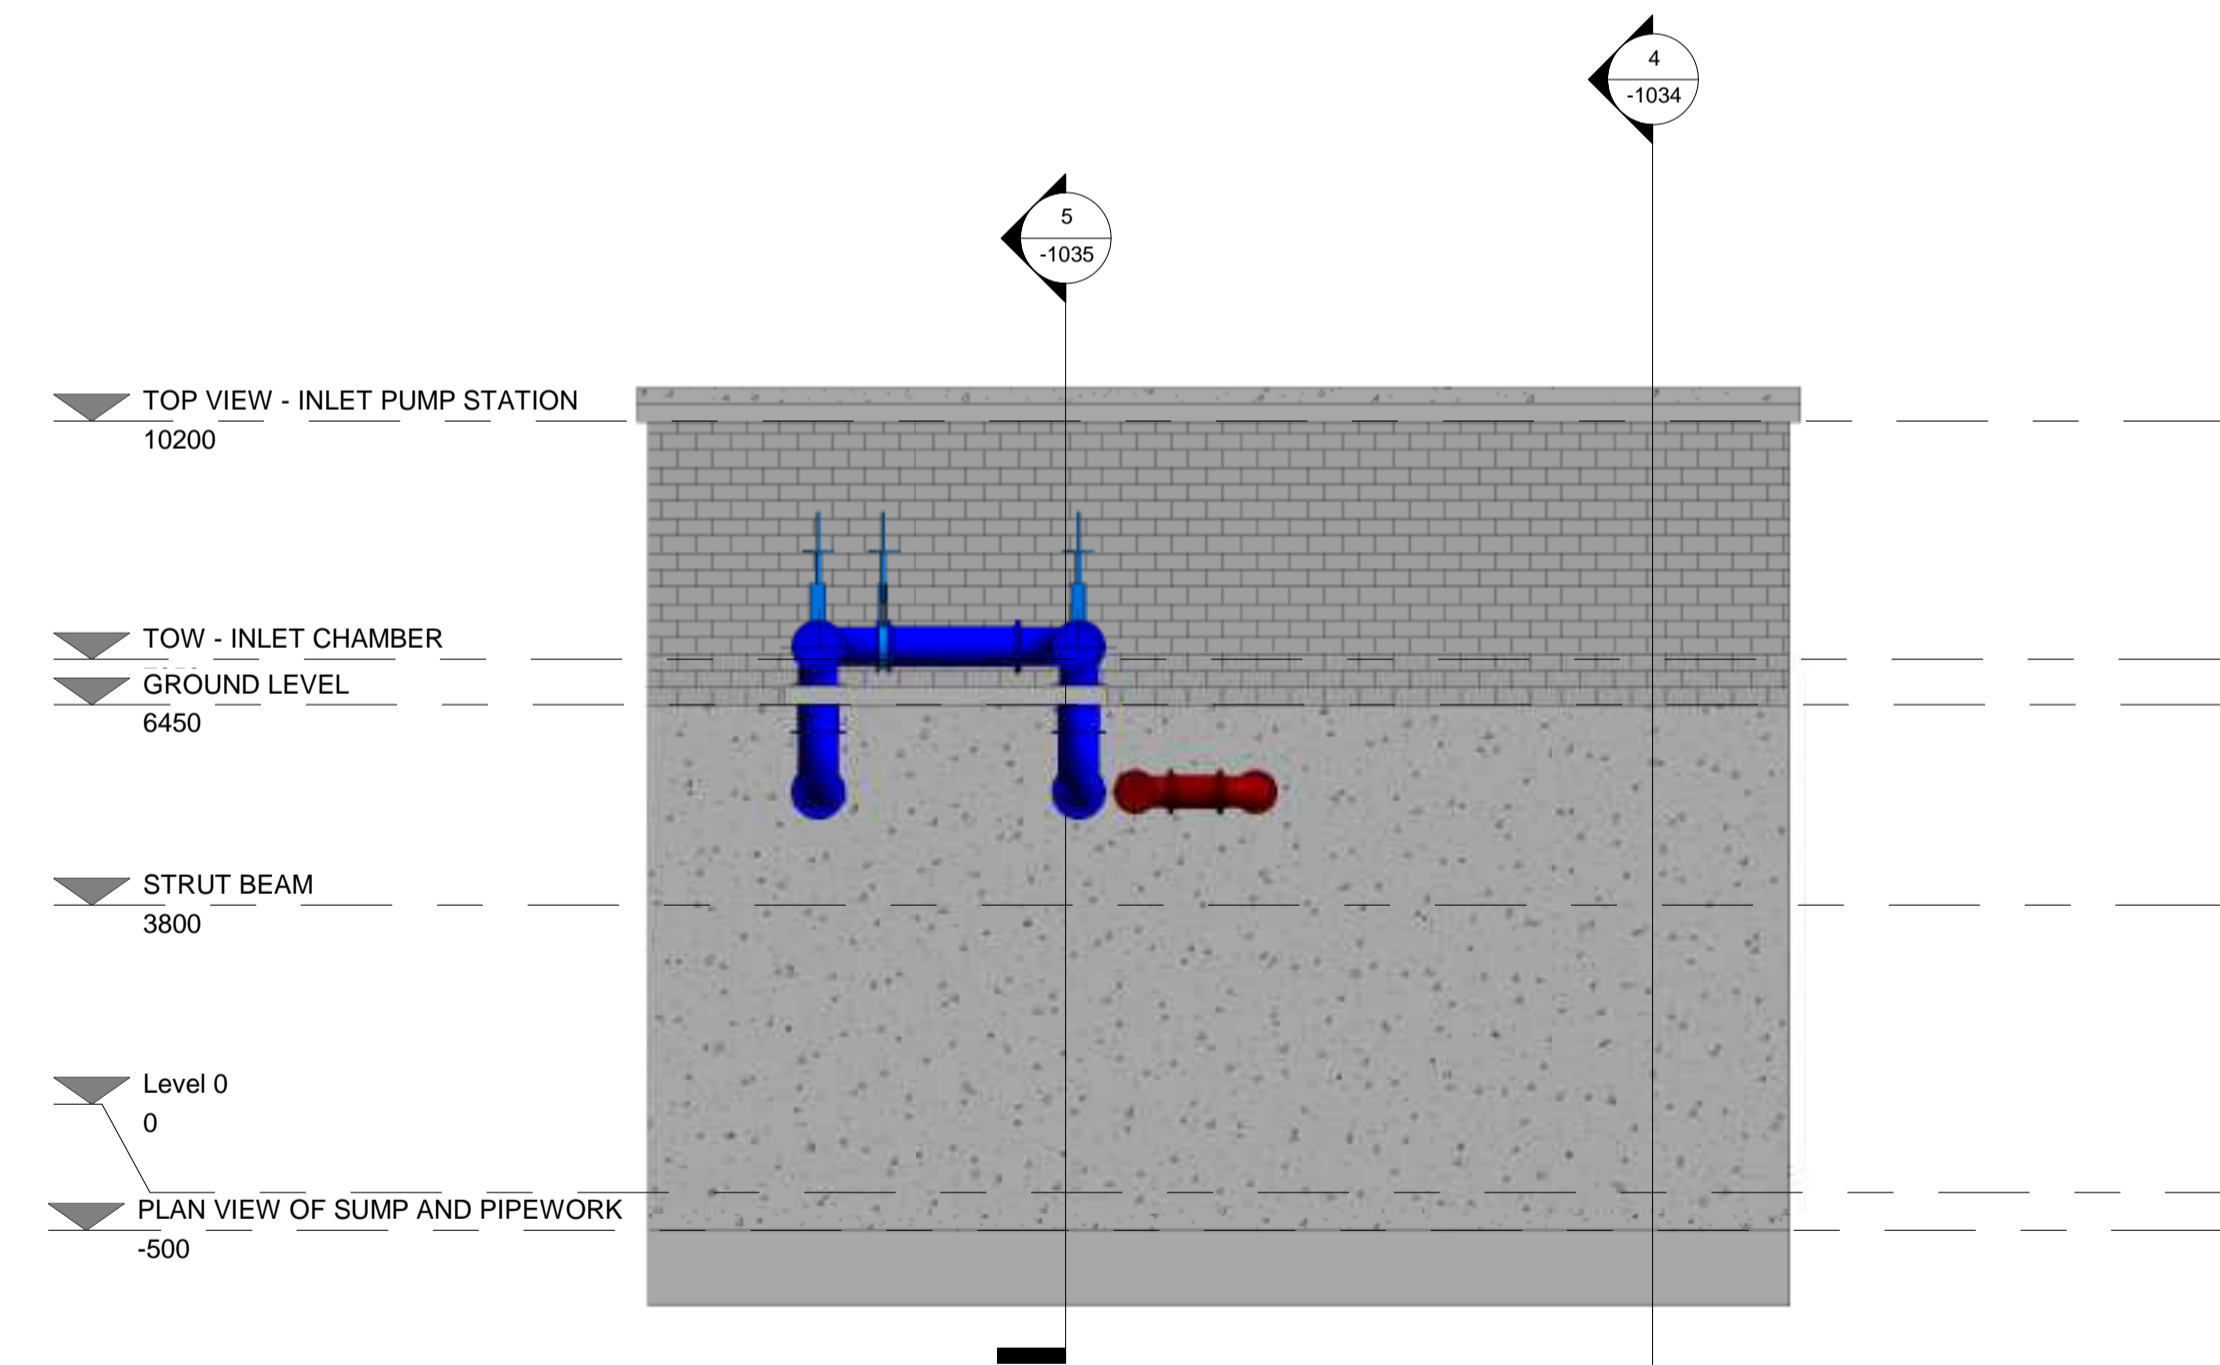 4
-1034
5
-1035
TOP VIEW - INLET PUMP STATION
10200
TOW - INLET CHAMBER
GROUND LEVEL
6450
STRUT BEAM
3800
Level 0
0
PLAN VIEW OF SUMP AND PIPEWORK
-500